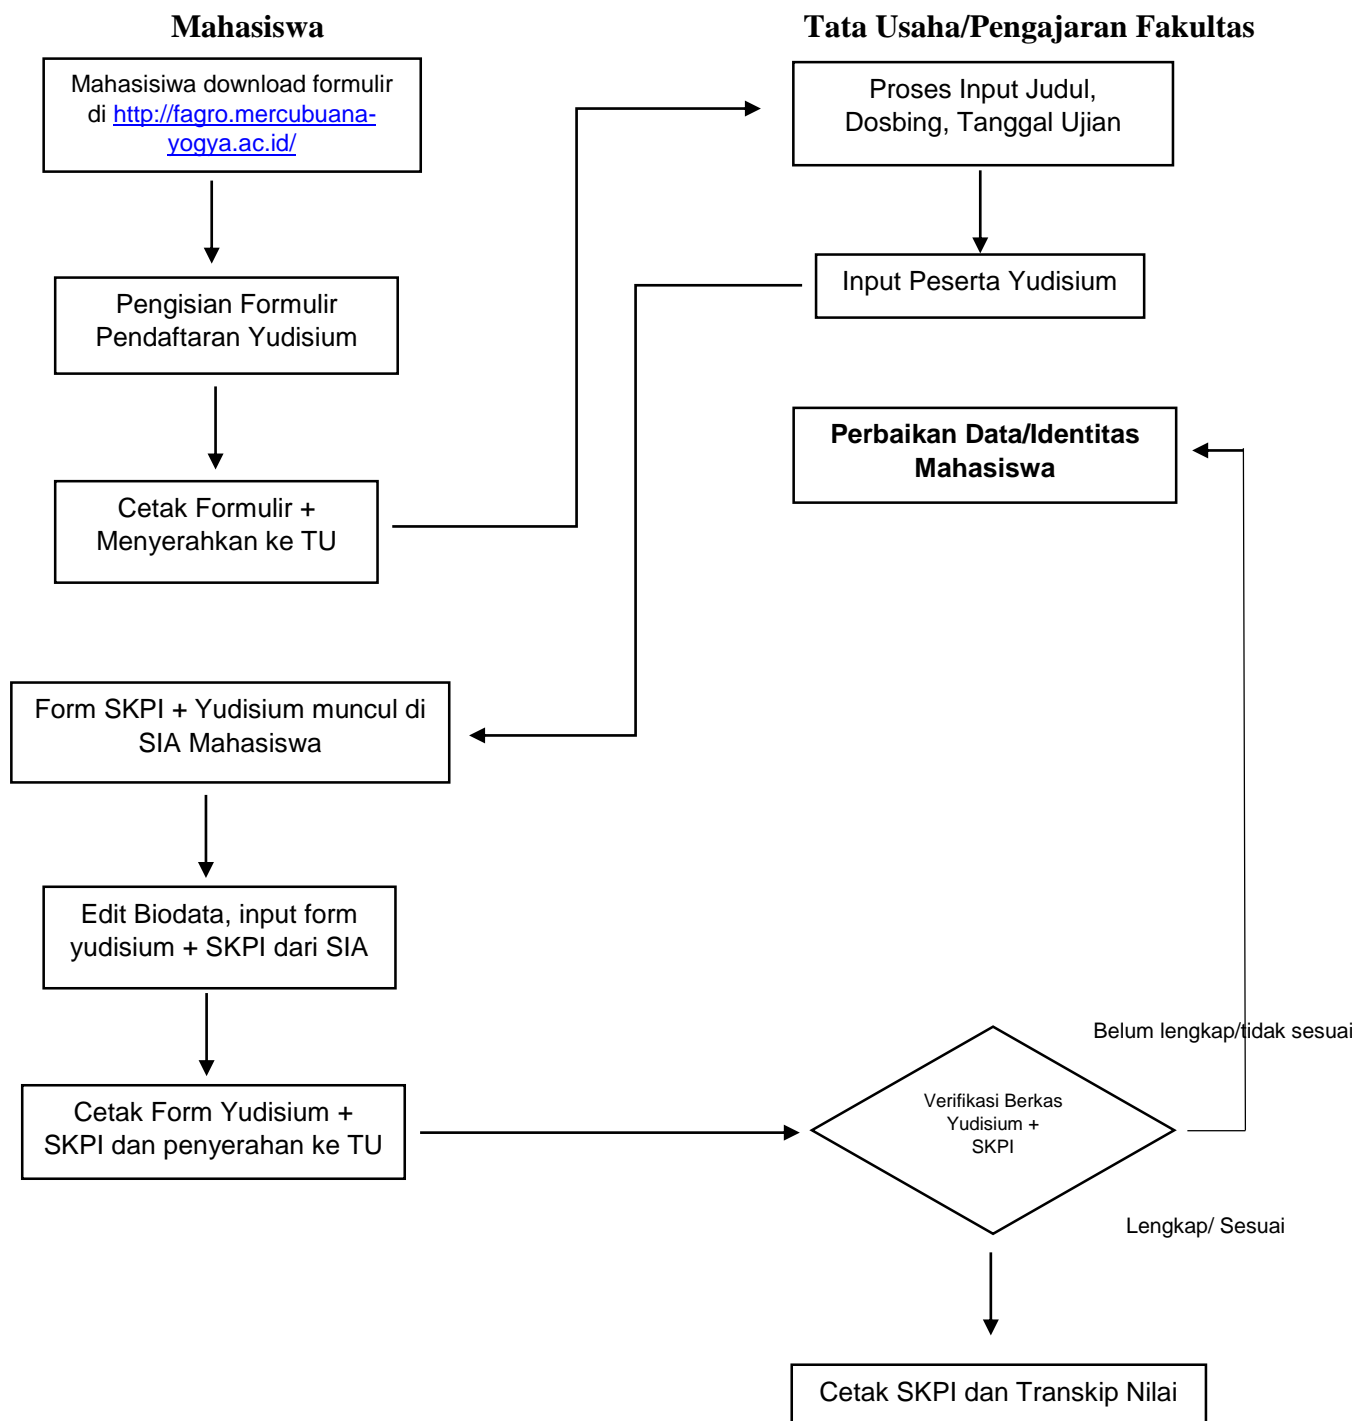 Mahasiswa
Tata Usaha/Pengajaran Fakultas
Mahasisiwa download formulir
di http://fagro.mercubuana-
yogya.ac.id/
Proses Input Judul,
Dosbing, Tanggal Ujian
Pengisian Formulir
Pendaftaran Yudisium
Input Peserta Yudisium
Perbaikan Data/Identitas
Mahasiswa
Cetak Formulir +
Menyerahkan ke TU
Form SKPI + Yudisium muncul di
SIA Mahasiswa
Edit Biodata, input form
yudisium + SKPI dari SIA
Cetak Form Yudisium +
SKPI dan penyerahan ke TU
Verifikasi Berkas
Yudisium +
SKPI
Belum lengkap/tidak sesuai
Lengkap/ Sesuai
Cetak SKPI dan Transkip Nilai